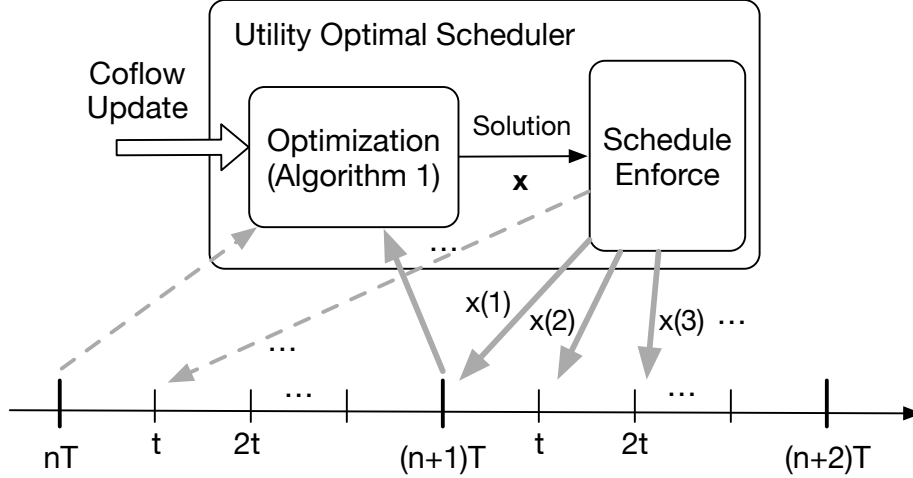 Utility Optimal Scheduler
Coflow
Update
Optimization
(Algorithm 1)
Solution
x
Schedule
Enforce
...
x(1)
x(2)
x(3) ...
...
...
...
nT
t
2t
(n+1)T
t
2t
(n+2)T